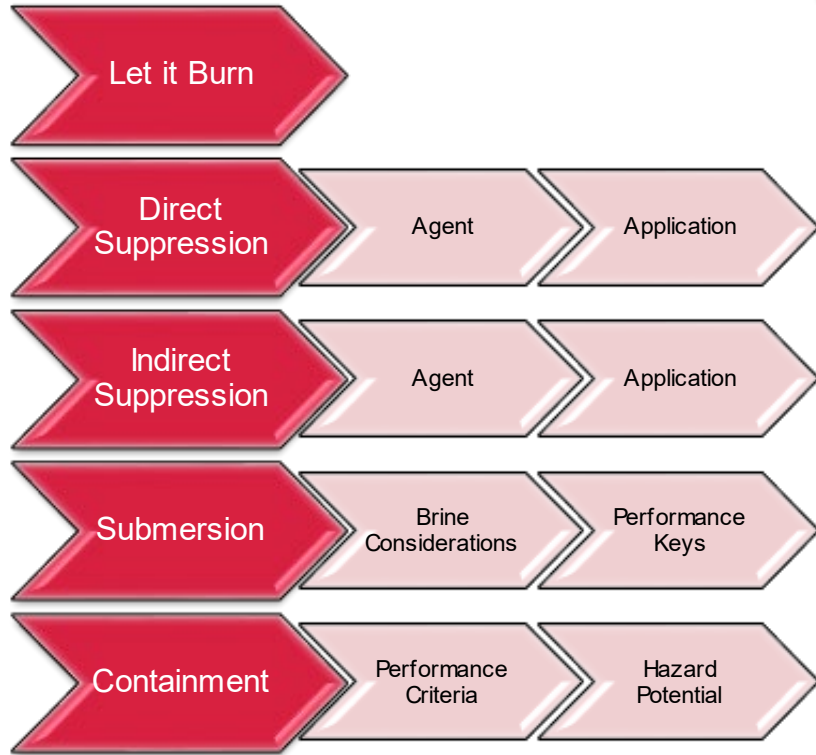 Let it Burn
Direct
Suppression
Agent
Application
Indirect
Suppression
Agent
Application
Submersion
Brine
Considerations
Performance
Keys
Containment
Performance
Criteria
Hazard
Potential